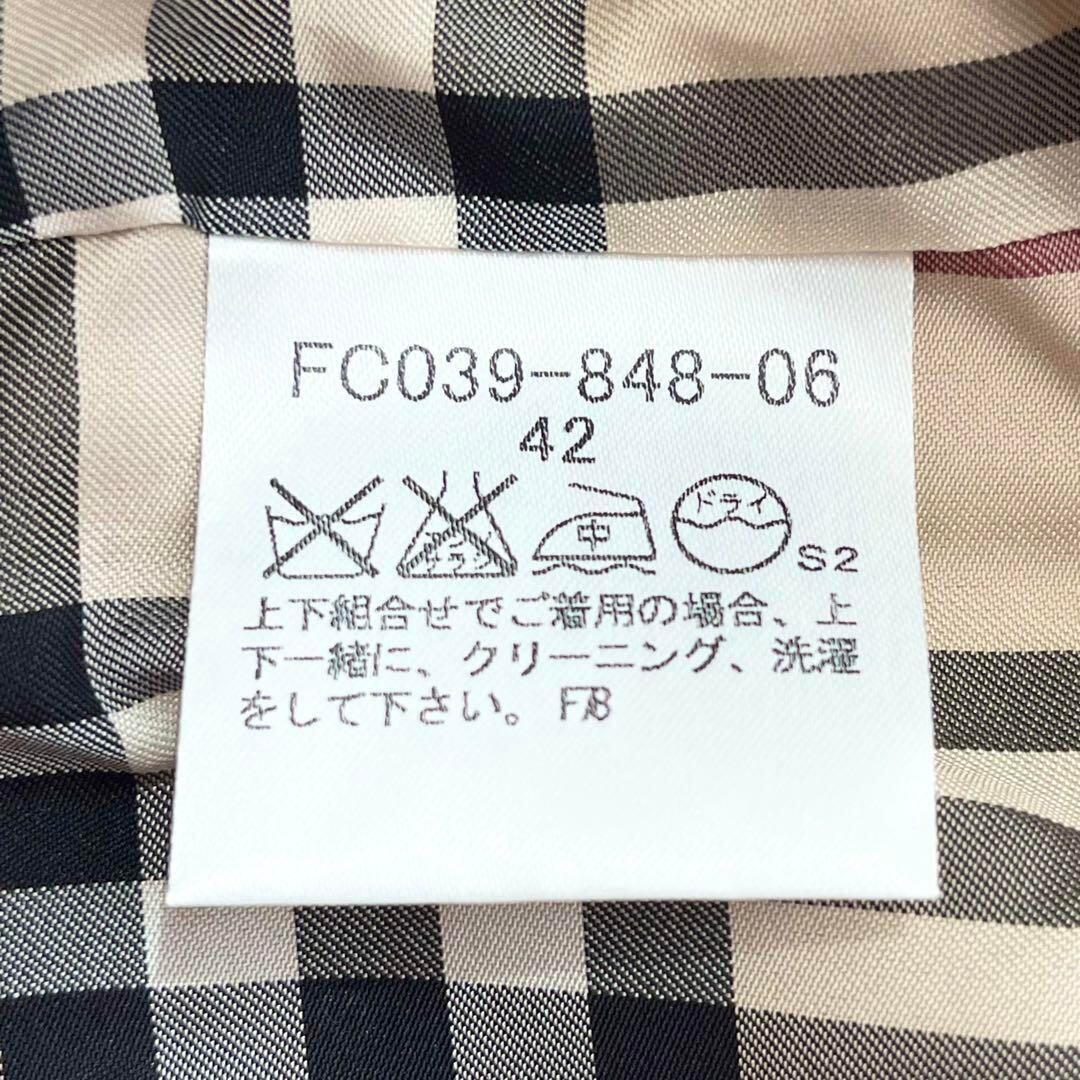 FC039-848-06
42
中 ドライ S2
上下組合せでご着用の場合、上
下一緒に、クリーニング、洗濯
をして下さい。 FB